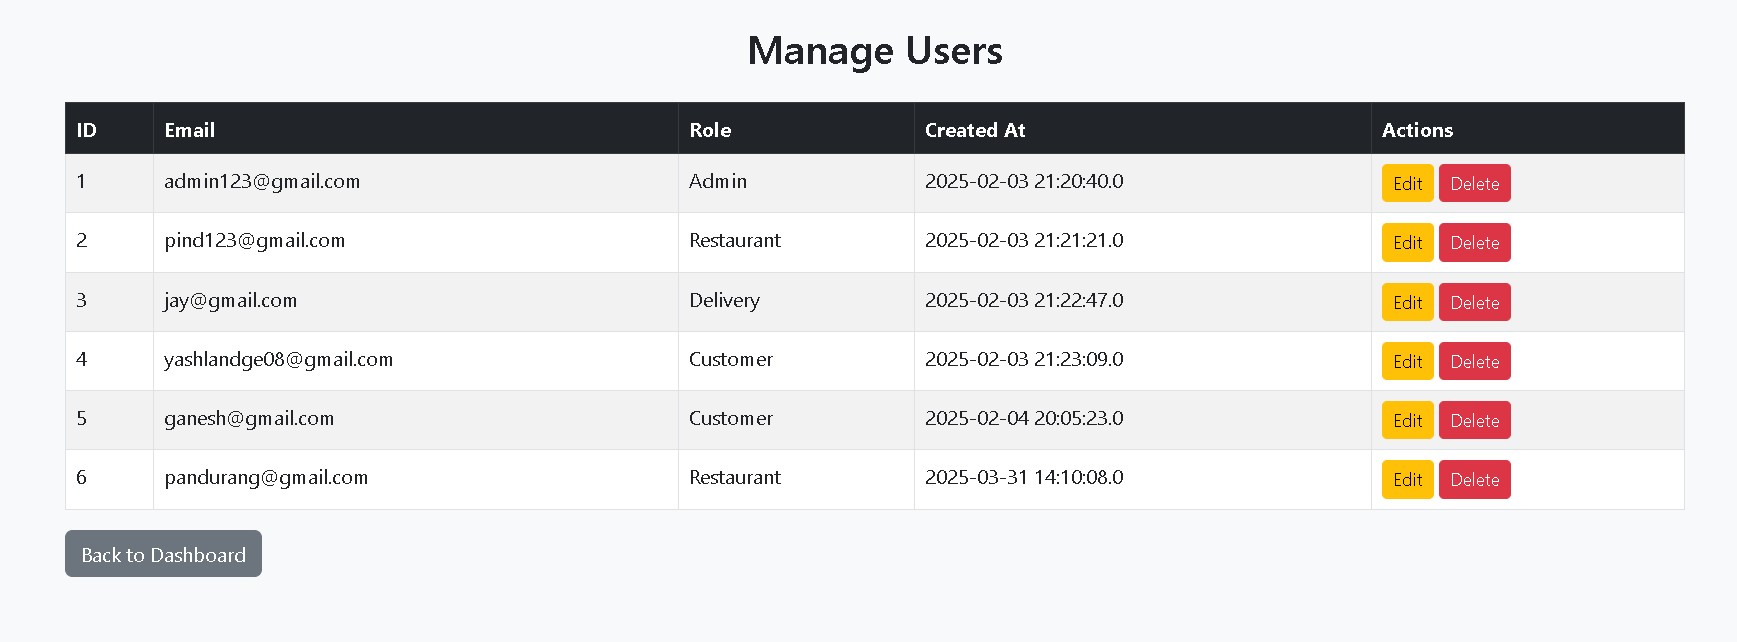 Manage Users
ID Email Role Created At Actions
1 admin123@gmail.com Admin 2025-02-03 21:20:40.0 Edit Delete
2 pind123@gmail.com Restaurant 2025-02-03 21:21:21.0 Edit Delete
3 jay@gmail.com Delivery 2025-02-03 21:22:47.0 Edit Delete
4 yashlandge08@gmail.com Customer 2025-02-03 21:23:09.0 Edit Delete
5 ganesh@gmail.com Customer 2025-02-04 20:05:23.0 Edit Delete
6 pandurang@gmail.com Restaurant 2025-03-31 14:10:08.0 Edit Delete
Back to Dashboard